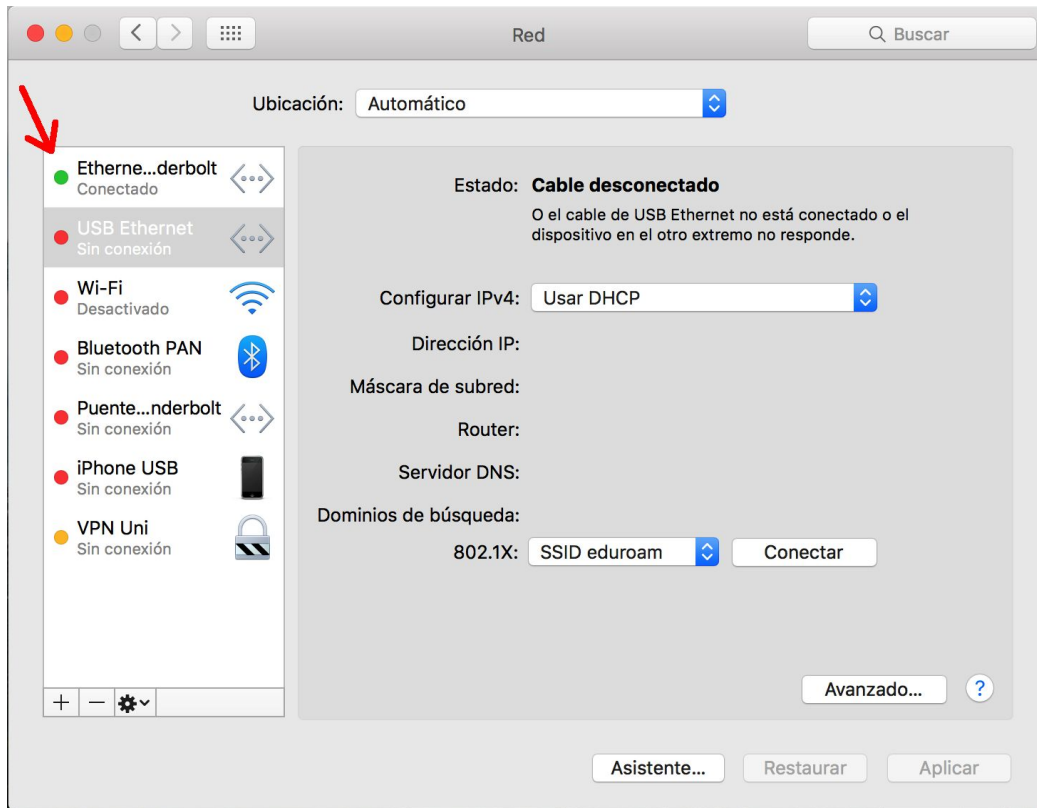 Red
Buscar
Ubicación: Automático
Etherne...derbolt
Conectado
USB Ethernet
Sin conexión
Wi-Fi
Desactivado
Bluetooth PAN
Sin conexión
Puente...nderbolt
Sin conexión
iPhone USB
Sin conexión
VPN Uni
Sin conexión
Estado: Cable desconectado
O el cable de USB Ethernet no está conectado o el
dispositivo en el otro extremo no responde.
Configurar IPv4: Usar DHCP
Dirección IP:
Máscara de subred:
Router:
Servidor DNS:
Dominios de búsqueda:
802.1X: SSID eduroam Conectar
Avanzado... ?
Asistente... Restaurar Aplicar